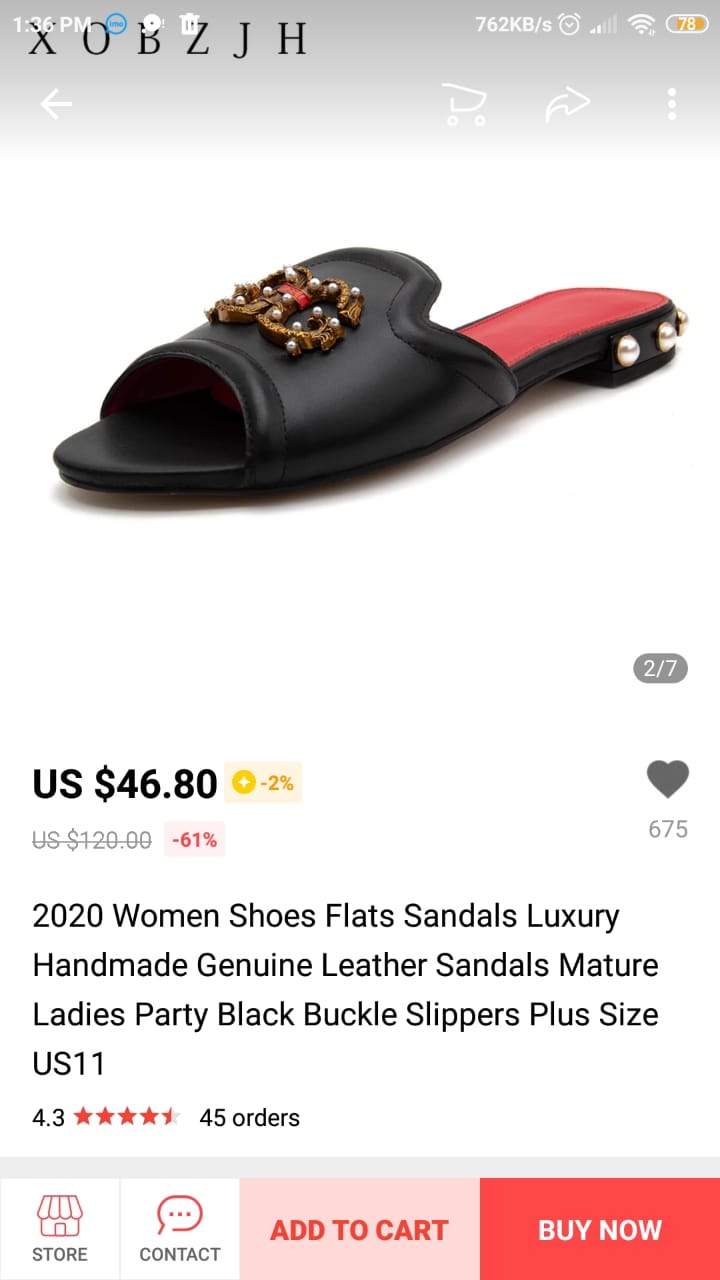 1:36 PM imo 762KB/s 78
X O B Z J H
2/7
US $46.80 -2%
US $120.00 -61%
675
2020 Women Shoes Flats Sandals Luxury
Handmade Genuine Leather Sandals Mature
Ladies Party Black Buckle Slippers Plus Size
US11
4.3 45 orders
STORE
CONTACT
ADD TO CART
BUY NOW